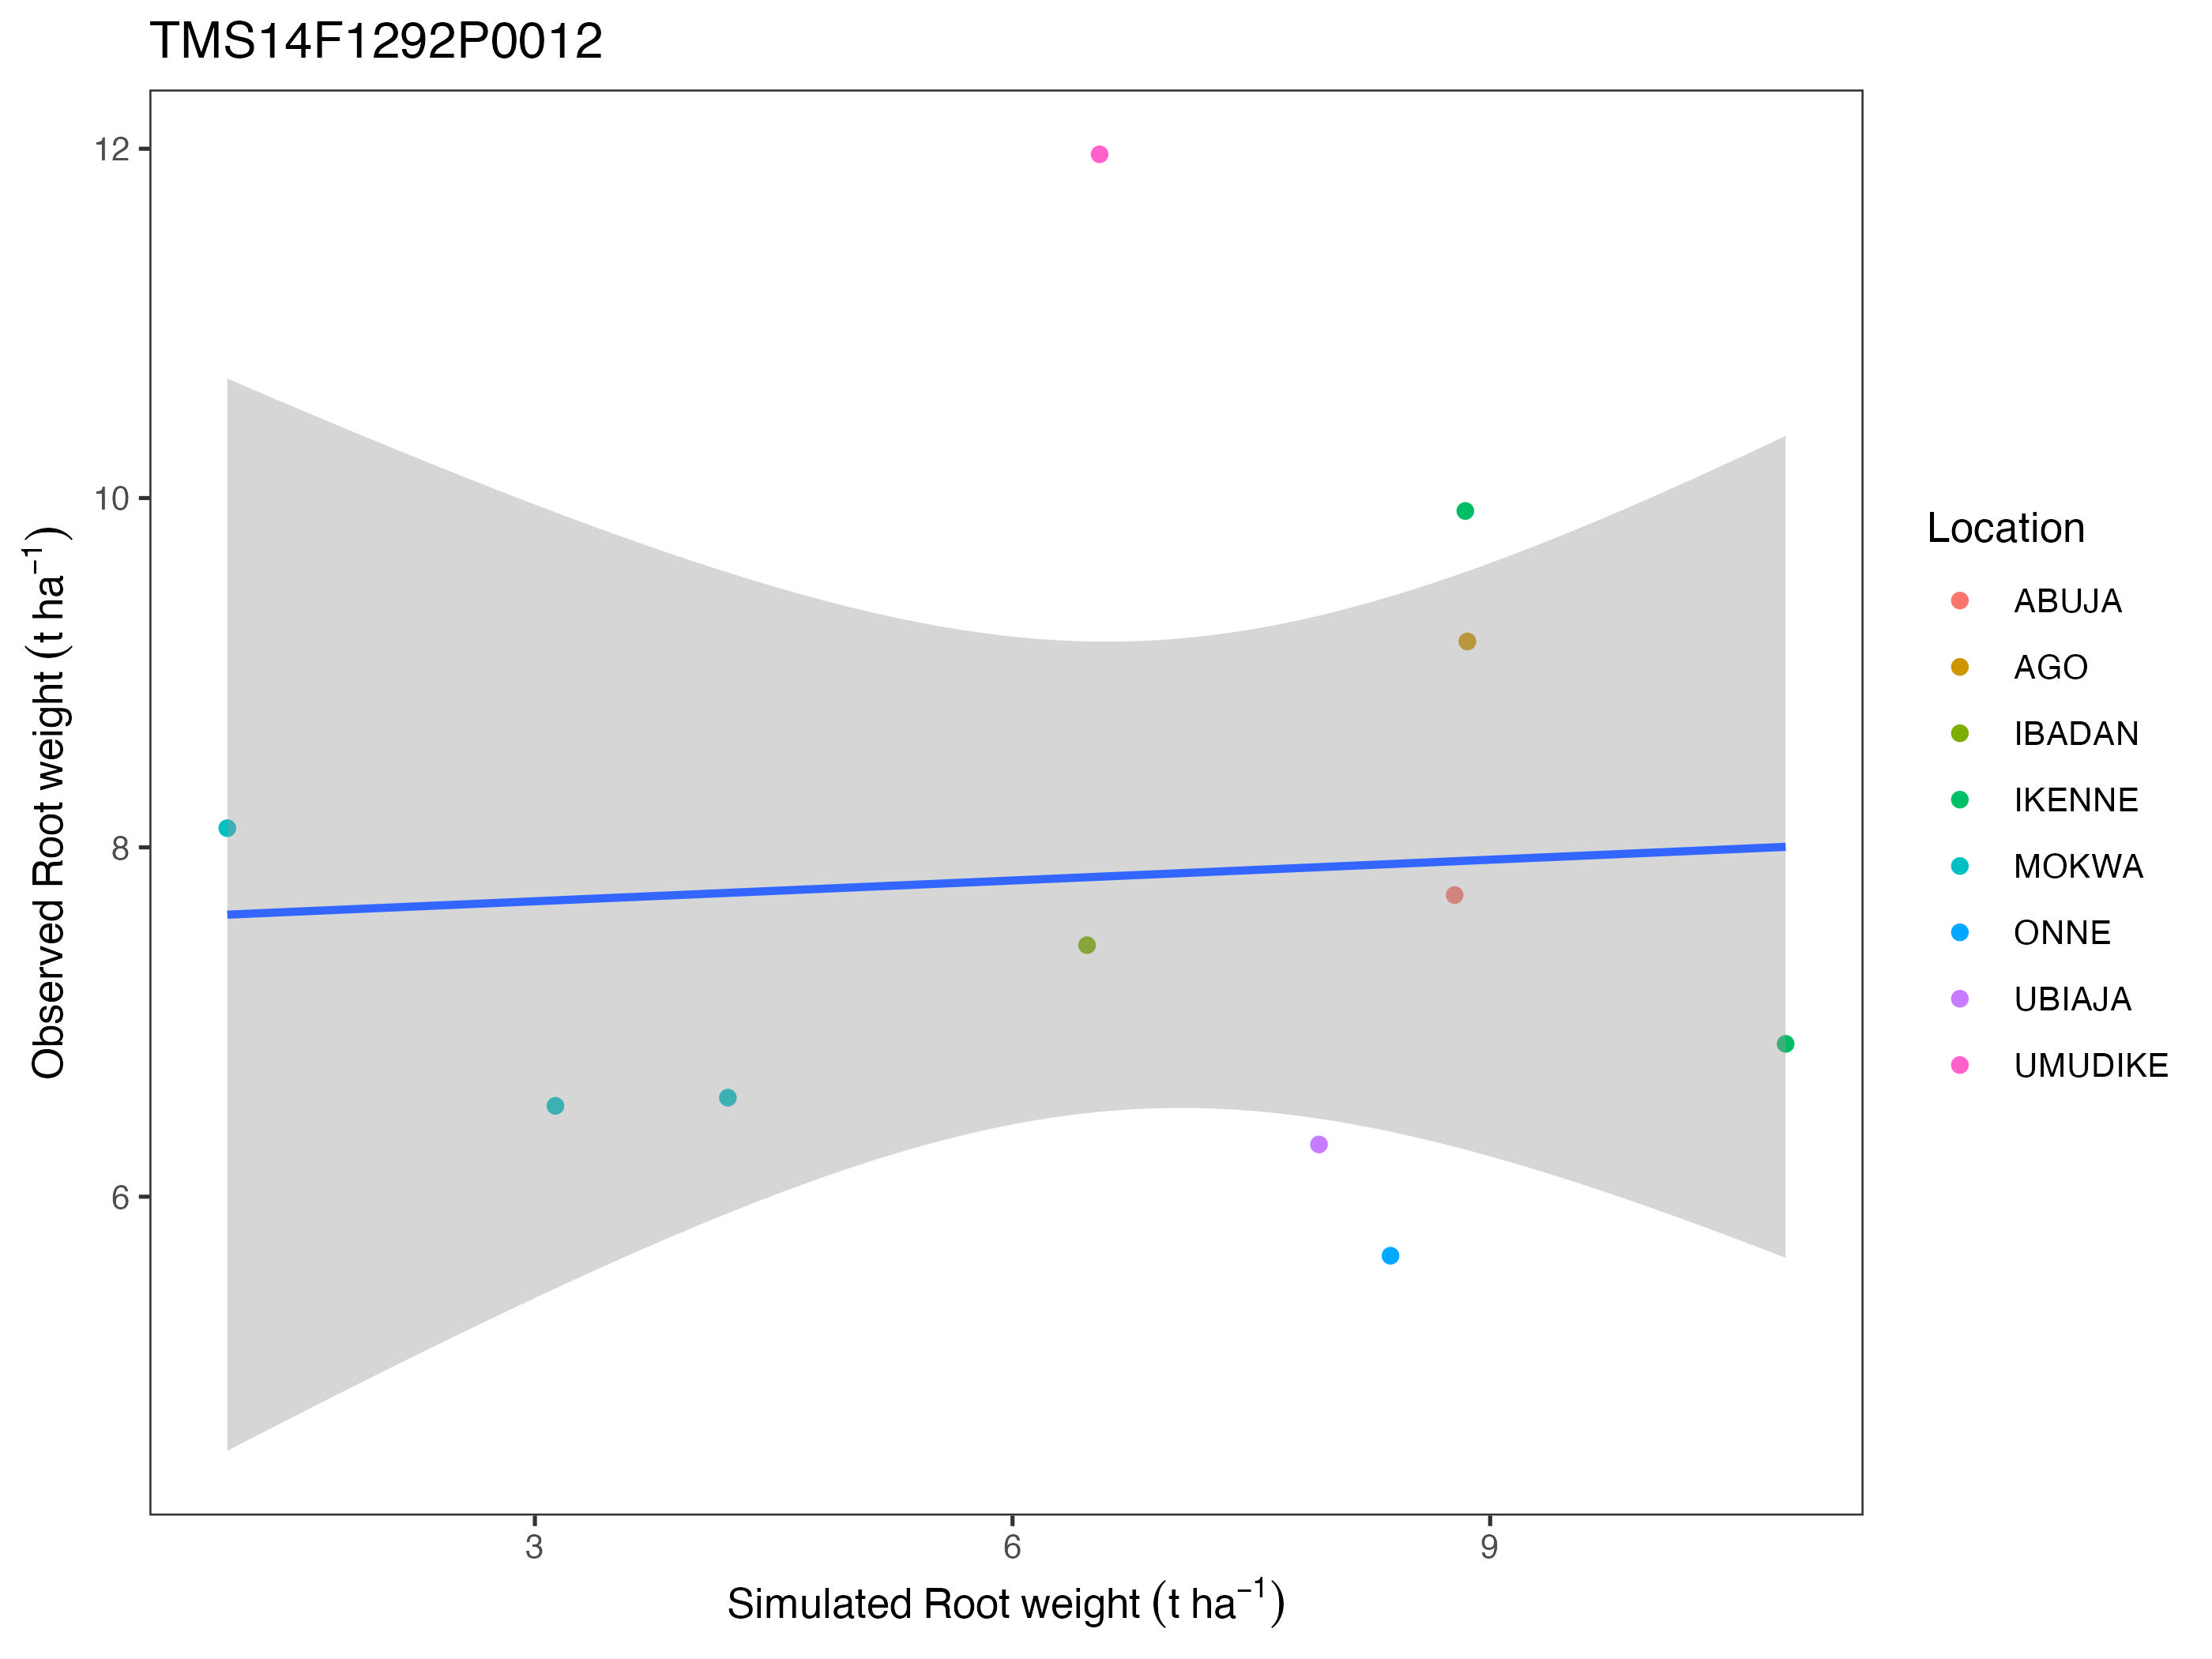 TMS14F1292P0012
12
10
8
6
Observed Root weight (t ha⁻¹)
3
6
9
Simulated Root weight (t ha⁻¹)
Location
ABUJA
AGO
IBADAN
IKENNE
MOKWA
ONNE
UBIAJA
UMUDIKE